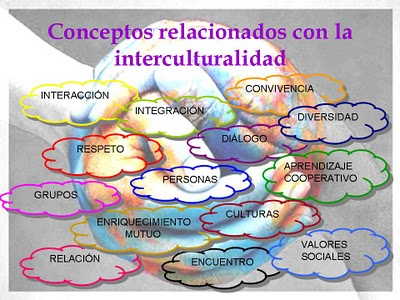 Conceptos relacionados con la
interculturalidad
INTERACCIÓN
CONVIVENCIA
INTEGRACIÓN
DIVERSIDAD
DIÁLOGO
RESPETO
APRENDIZAJE
COOPERATIVO
PERSONAS
GRUPOS
CULTURAS
ENRIQUECIMIENTO
MUTUO
VALORES
SOCIALES
RELACIÓN
ENCUENTRO